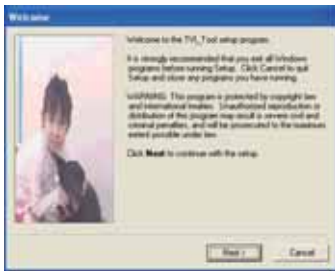 Welcome
Welcome to the TVL_Tool setup program.
It is strongly recommended that you exit all Windows
programs before running Setup. Click Cancel to quit
Setup and close any programs you have running.
WARNING: This program is protected by copyright law
and international treaties. Unauthorized reproduction or
distribution of this program may result in severe civil and
criminal penalties, and will be prosecuted to the maximum
extent possible under law.
Click Next to continue with the setup.
Next >
Cancel